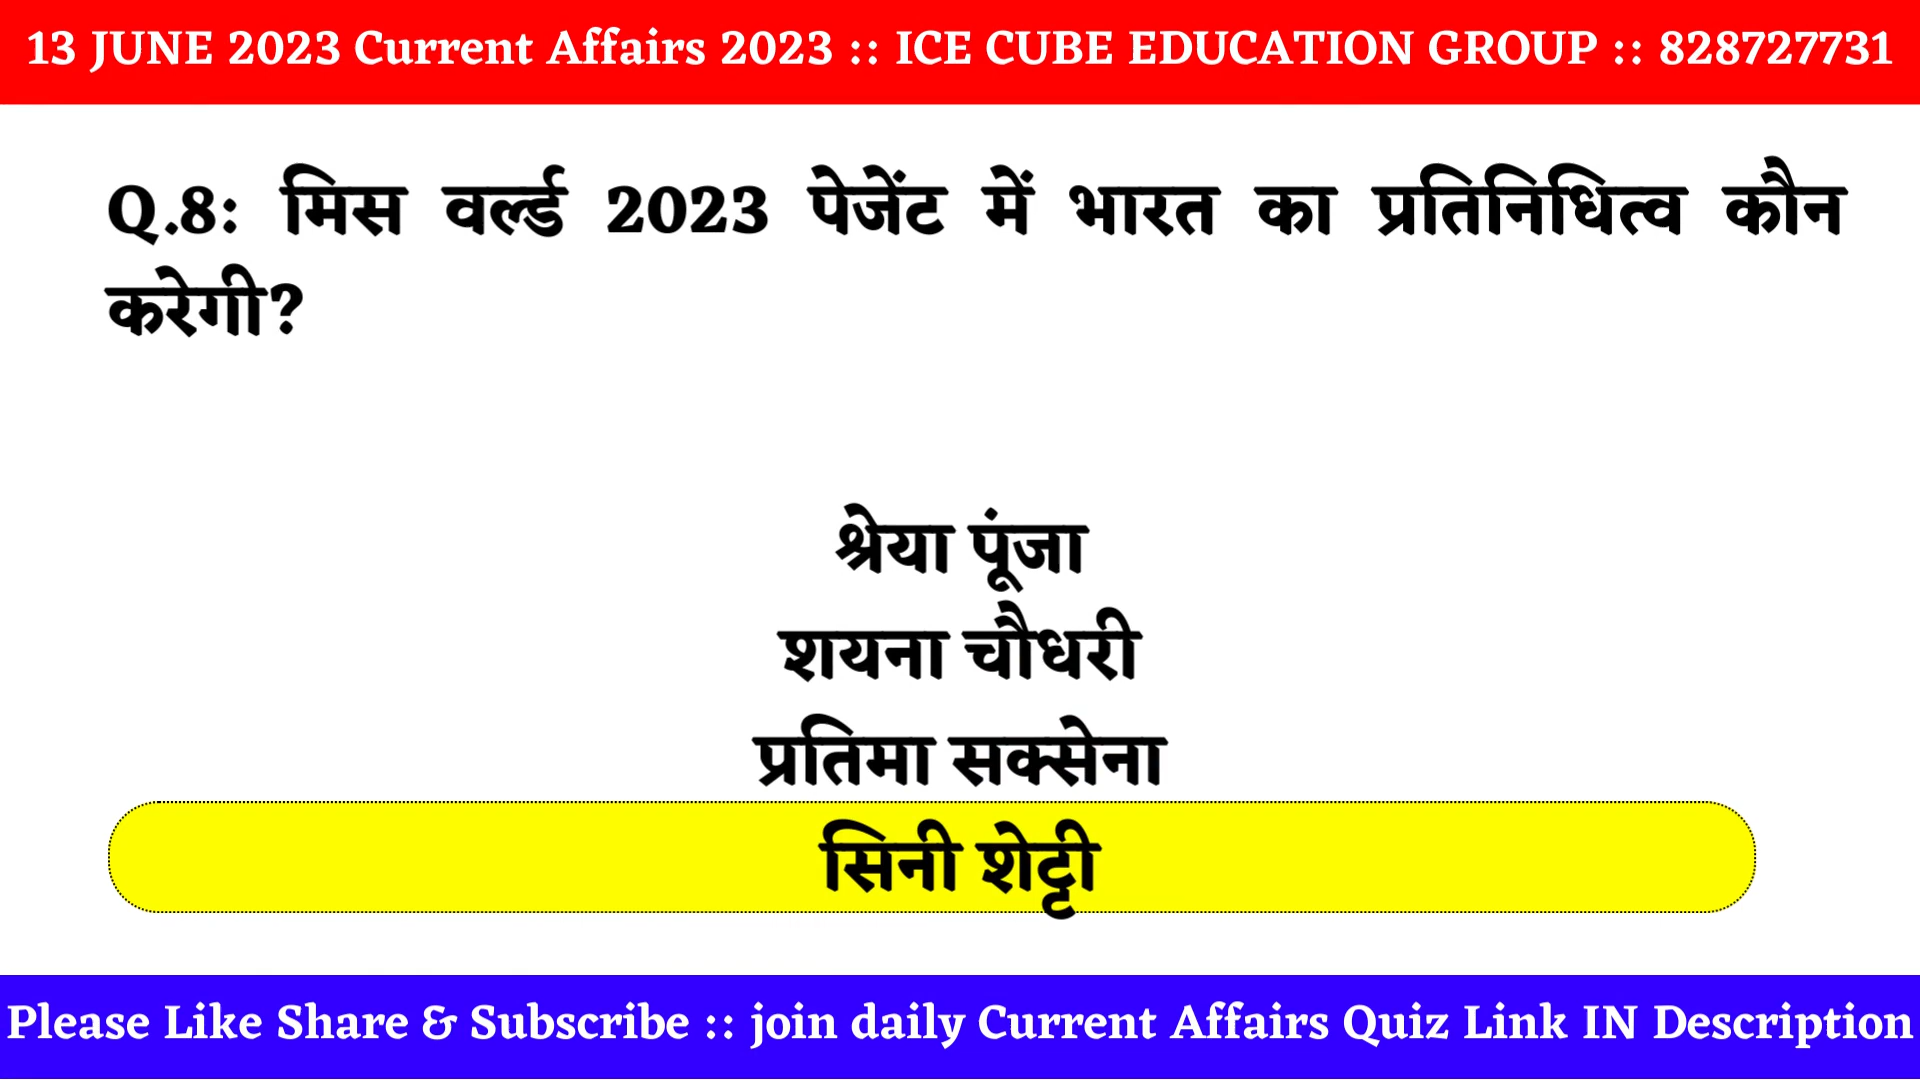 13 JUNE 2023 Current Affairs 2023 :: ICE CUBE EDUCATION GROUP :: 828727731
Q.8: मिस वर्ल्ड 2023 पेजेंट में भारत का प्रतिनिधित्व कौन
करेगी?
श्रेया पूंजा
शयना चौधरी
प्रतिमा सक्सेना
सिनी शेट्टी
Please Like Share & Subscribe :: join daily Current Affairs Quiz Link IN Description